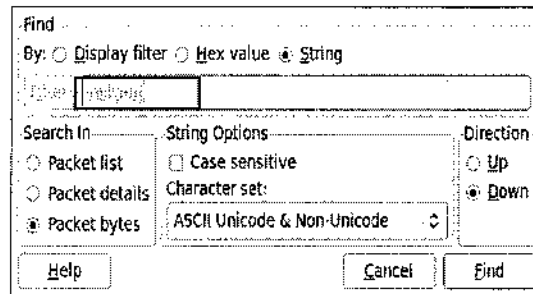 Find
By: Display filter Hex value String
Filter:
Search In String Options Direction
Packet list Case sensitive Up
Packet details Character set: Down
Packet bytes ASCII Unicode & Non-Unicode
Help Cancel Find